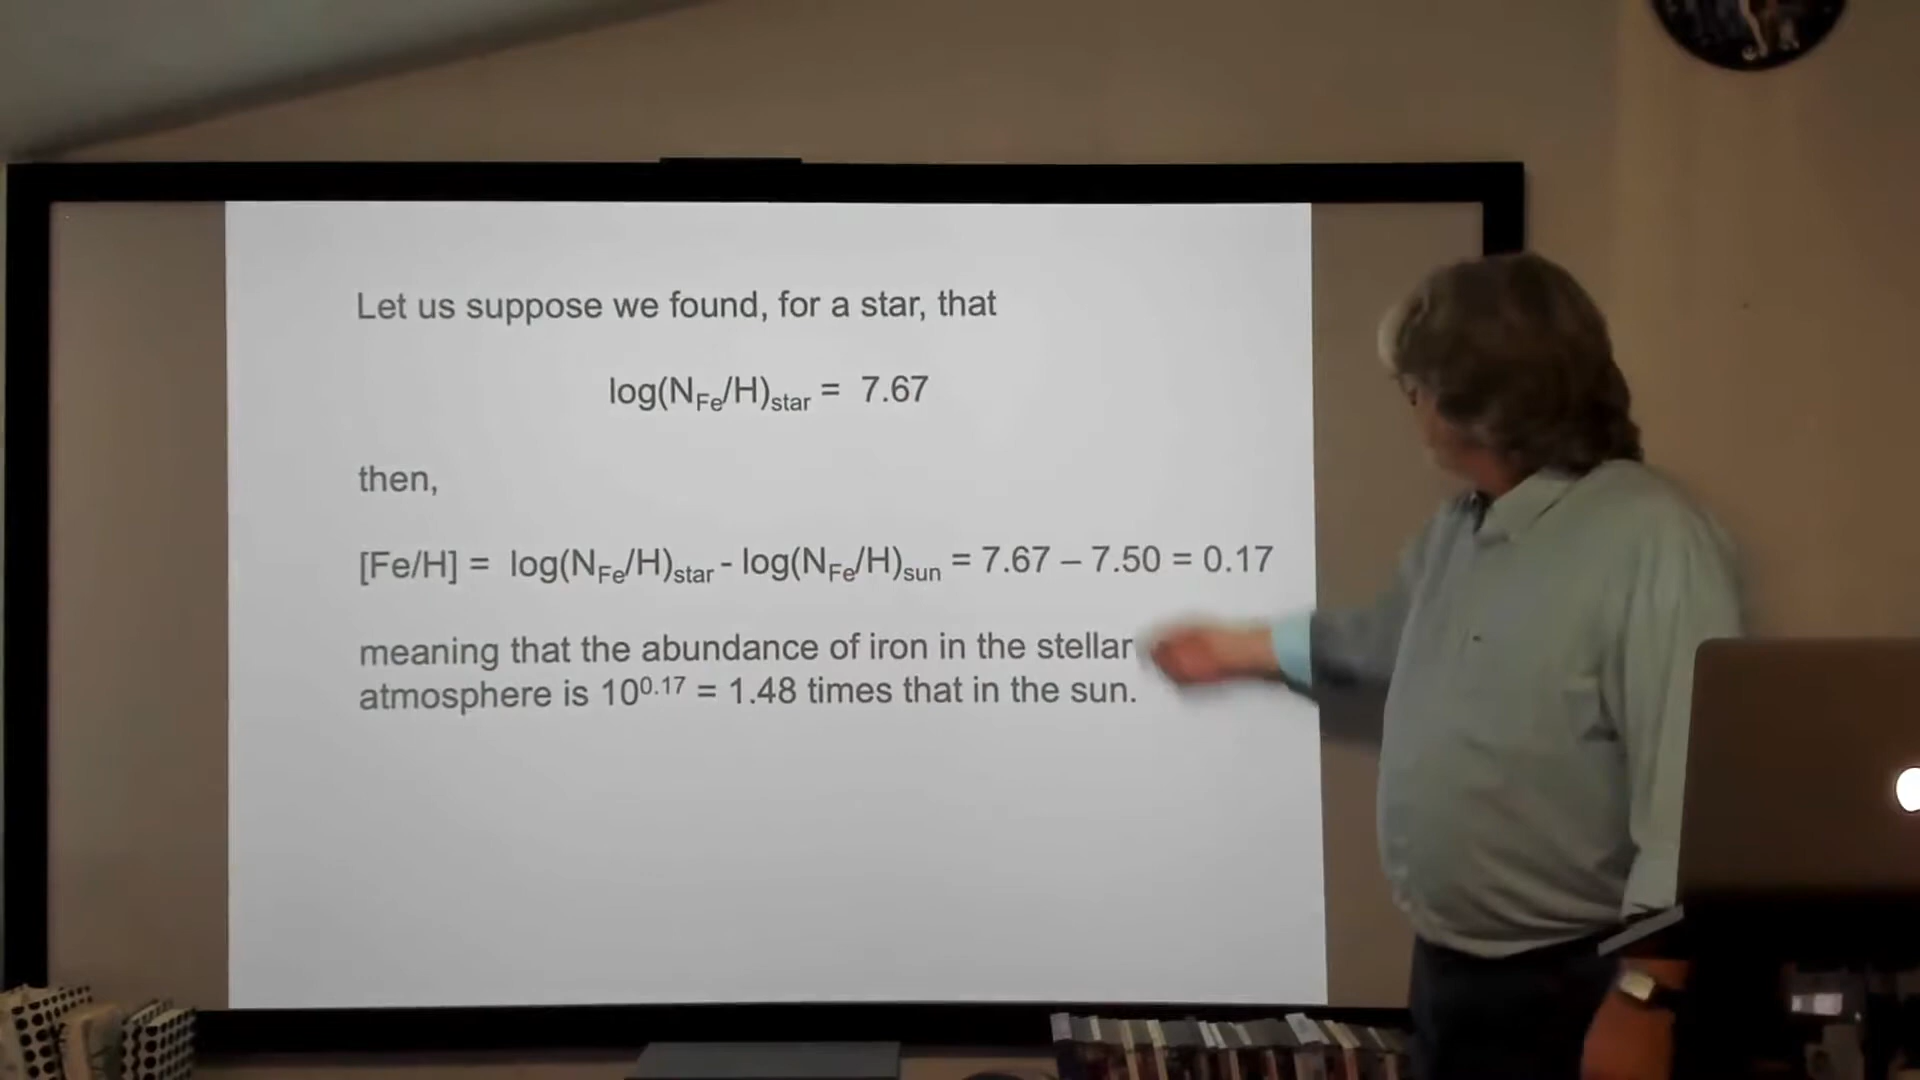 Let us suppose we found, for a star, that
log(N_Fe/H)_star = 7.67
then,
[Fe/H] = log(N_Fe/H)_star - log(N_Fe/H)_sun = 7.67 – 7.50 = 0.17
meaning that the abundance of iron in the stellar
atmosphere is 10^0.17 = 1.48 times that in the sun.